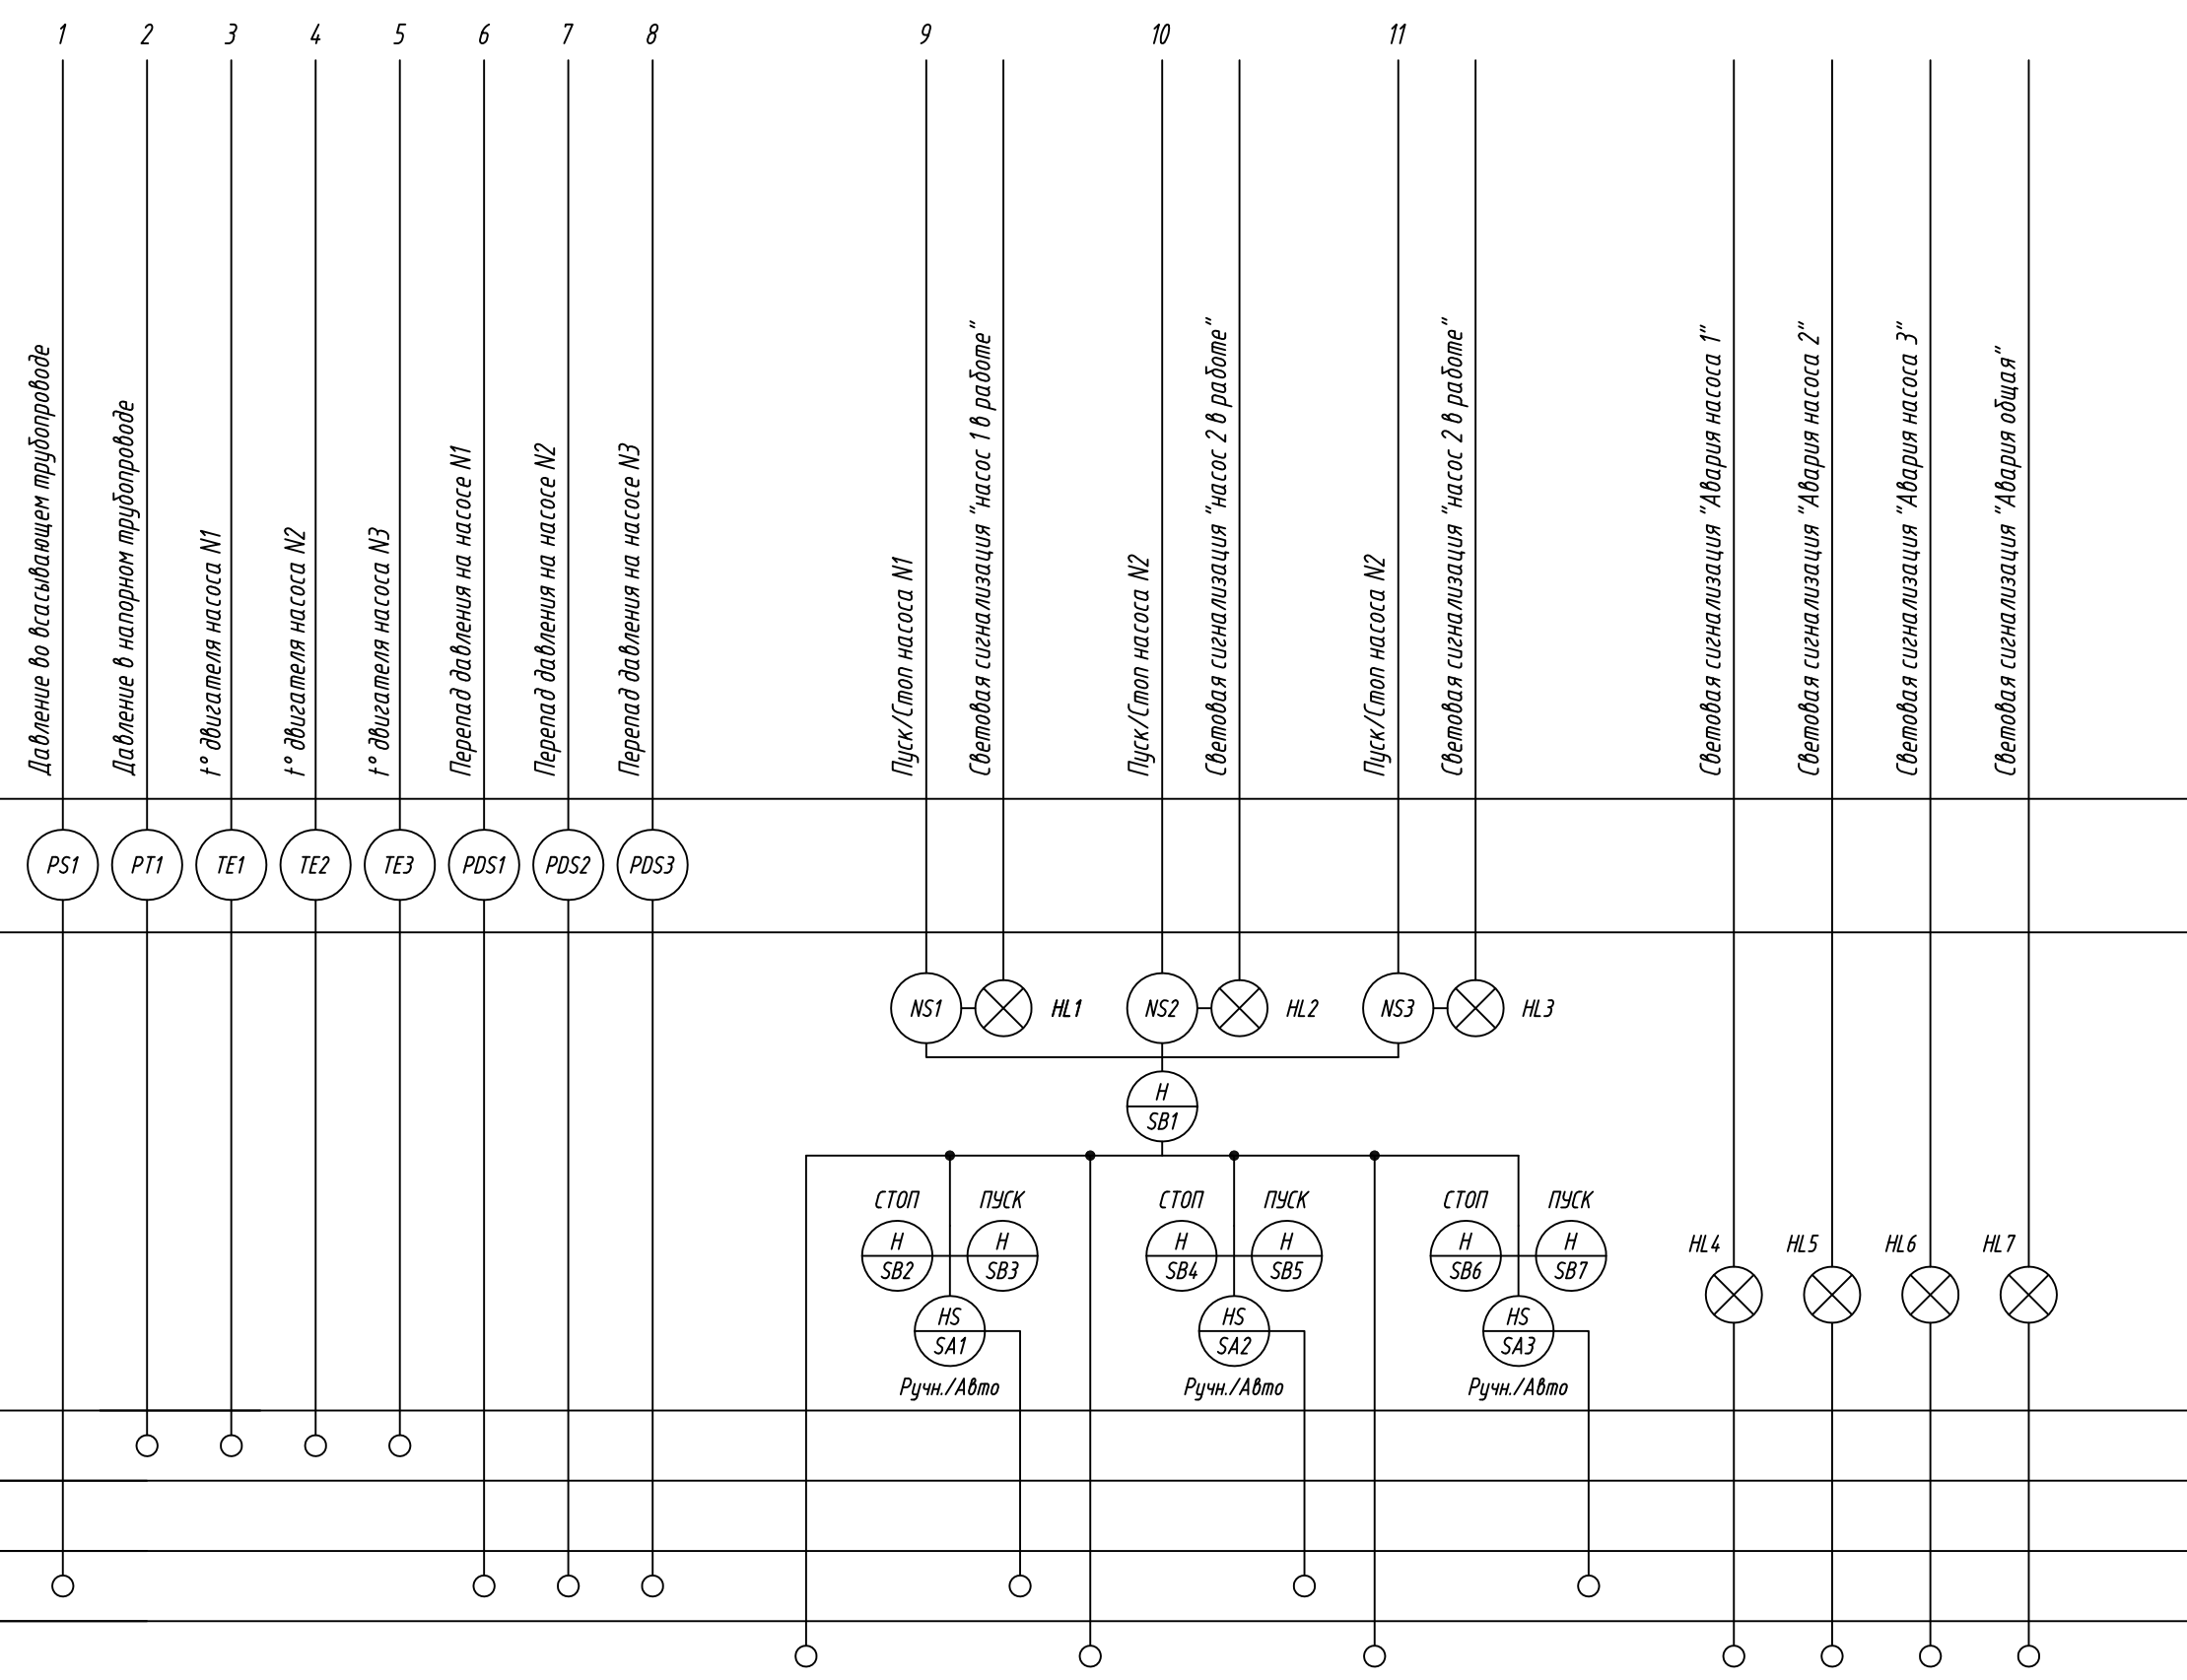 1
2
3
4
5
6
7
8
9
10
11
Давление во всасывающем трубопроводе
Давление в напорном трубопроводе
t° двигателя насоса N1
t° двигателя насоса N2
t° двигателя насоса N3
Перепад давления на насосе N1
Перепад давления на насосе N2
Перепад давления на насосе N3
Пуск/Стоп насоса N1
Световая сигнализация "насос 1 в работе"
Пуск/Стоп насоса N2
Световая сигнализация "насос 2 в работе"
Пуск/Стоп насоса N2
Световая сигнализация "насос 2 в работе"
Световая сигнализация "Авария насоса 1"
Световая сигнализация "Авария насоса 2"
Световая сигнализация "Авария насоса 3"
Световая сигнализация "Авария общая"
PS1
PT1
TE1
TE2
TE3
PDS1
PDS2
PDS3
NS1
HL1
NS2
HL2
NS3
HL3
H
SB1
СТОП
ПУСК
СТОП
ПУСК
СТОП
ПУСК
H
SB2
H
SB3
H
SB4
H
SB5
H
SB6
H
SB7
HL4
HL5
HL6
HL7
HS
SA1
HS
SA2
HS
SA3
Ручн./Авто
Ручн./Авто
Ручн./Авто